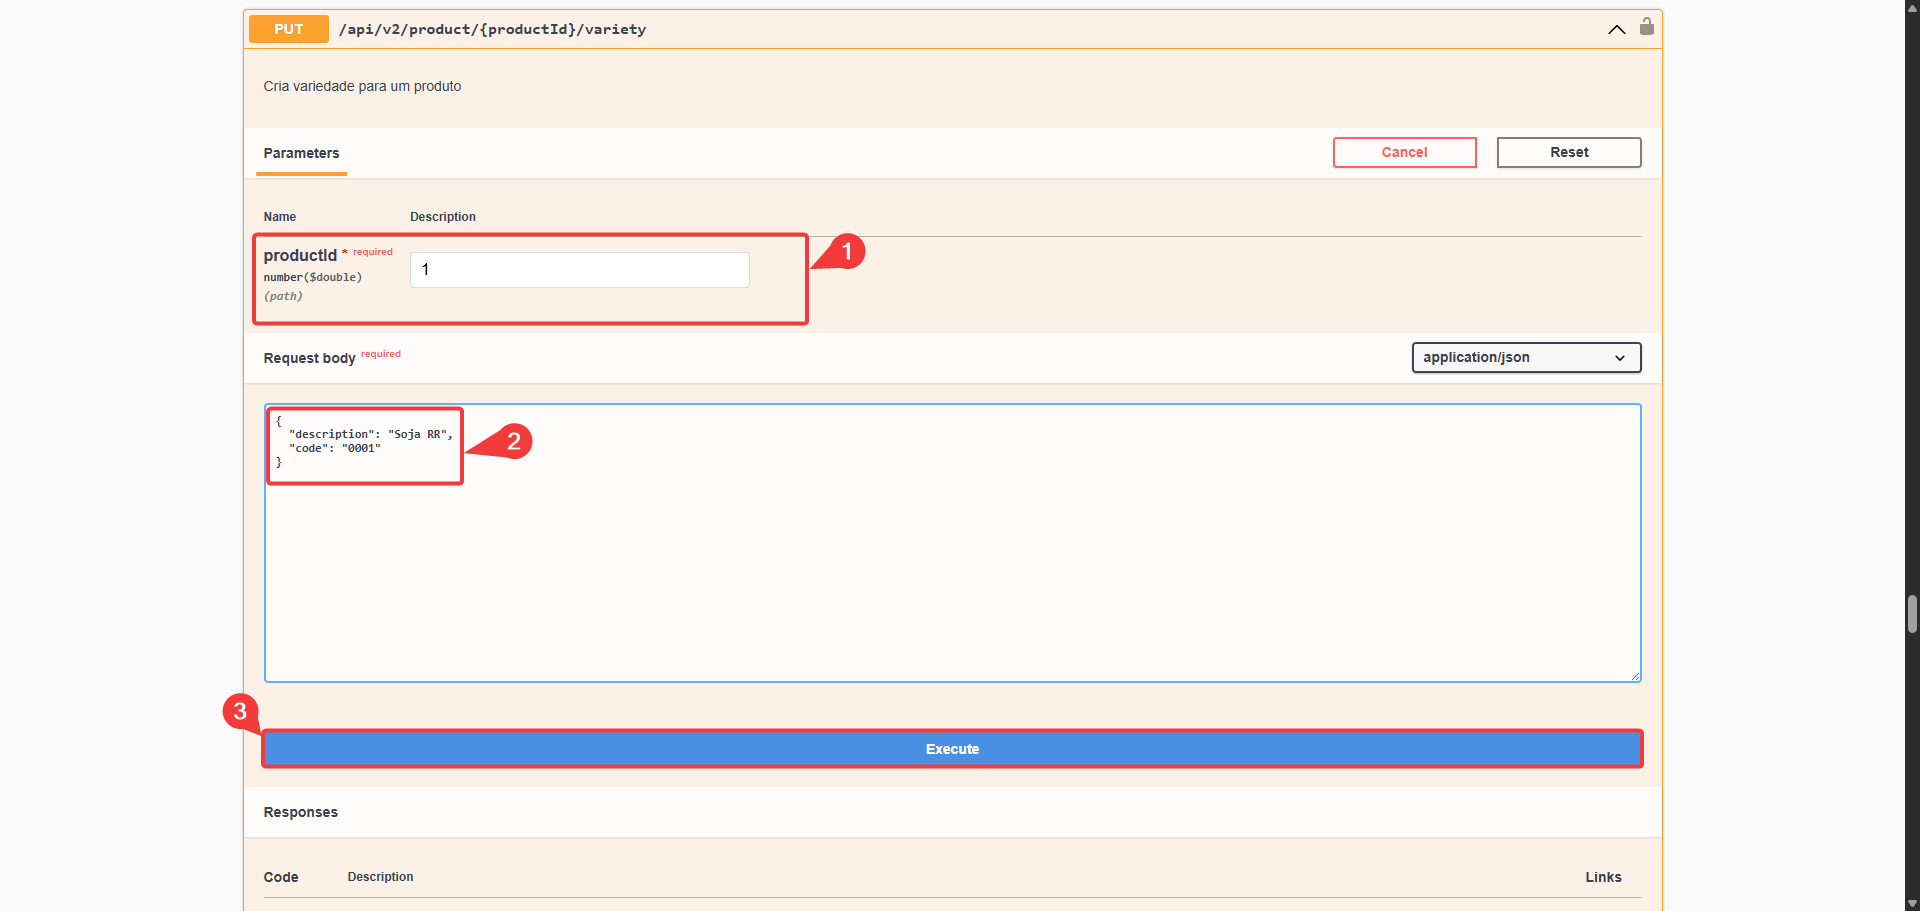 PUT /api/v2/product/{productId}/variety
Cria variedade para um produto
Parameters
Cancel
Reset
Name Description
productId * required
number($double)
(path)
1
1
Request body required
application/json
{
"description": "Soja RR",
"code": "0001"
}
2
3
Execute
Responses
Code Description Links